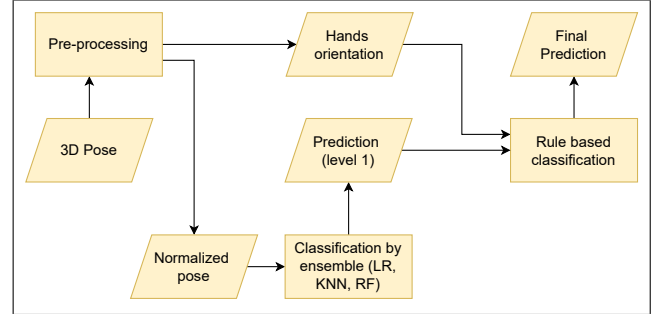 Pre-processing
Hands
orientation
Final
Prediction
3D Pose
Prediction
(level 1)
Rule based
classification
Normalized
pose
Classification by
ensemble (LR,
KNN, RF)